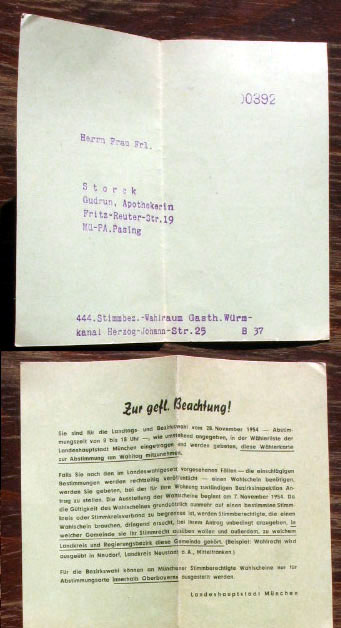 00392
Herrn Frau Frl.
Storck
Gudrun, Apothekerin
Fritz-Reuter-Str.19
Mü-PA.Pasing
444.Stimmbez.-Wahlraum Gasth.Würm-
kanal Herzog-Johann-Str.25 B 37
Zur gefl. Beachtung!
Sie sind für die Landtags- und Bezirkswahl vom 28. November 1954 — Abstim-
mungszeit von 8 bis 18 Uhr —, wie umstehend angegeben, in der Wählerliste der
Landeshauptstadt München eingetragen und werden gebeten, diese Wählerkarte
zur Abstimmung am Wahltag mitzunehmen.
Falls Sie nach den im Landeswahlgesetz vorgesehenen Fällen — die einschlägigen
Bestimmungen werden rechtzeitig veröffentlicht — einen Wahlschein benötigen,
werden Sie gebeten, bei der für Ihre Wohnung zuständigen Bezirksinspektion An-
trag zu stellen. Die Ausstellung der Wahlscheine beginnt am 7. November 1954. Da
die Gültigkeit des Wahlscheines grundsätzlich nunmehr auf einen bestimmten Stimm-
kreis oder Stimmkreisverband zu begrenzen ist, werden Stimmberechtigte, die einen
Wahlschein brauchen, dringend ersucht, bei ihrem Antrag unbedingt anzugeben, in
welcher Gemeinde sie ihr Stimmrecht ausüben wollen und außerdem, zu welchem
Landkreis und Regierungsbezirk diese Gemeinde gehört. (Beispiel: Wahlrecht wird
ausgeübt in Neudorf, Landkreis Neustadt a. d. A., Mittelfranken.)
Für die Bezirkswahl können an Münchener Stimmberechtigte Wahlscheine nur für
Abstimmungsorte innerhalb Oberbayerns ausgestellt werden.
Landeshauptstadt München